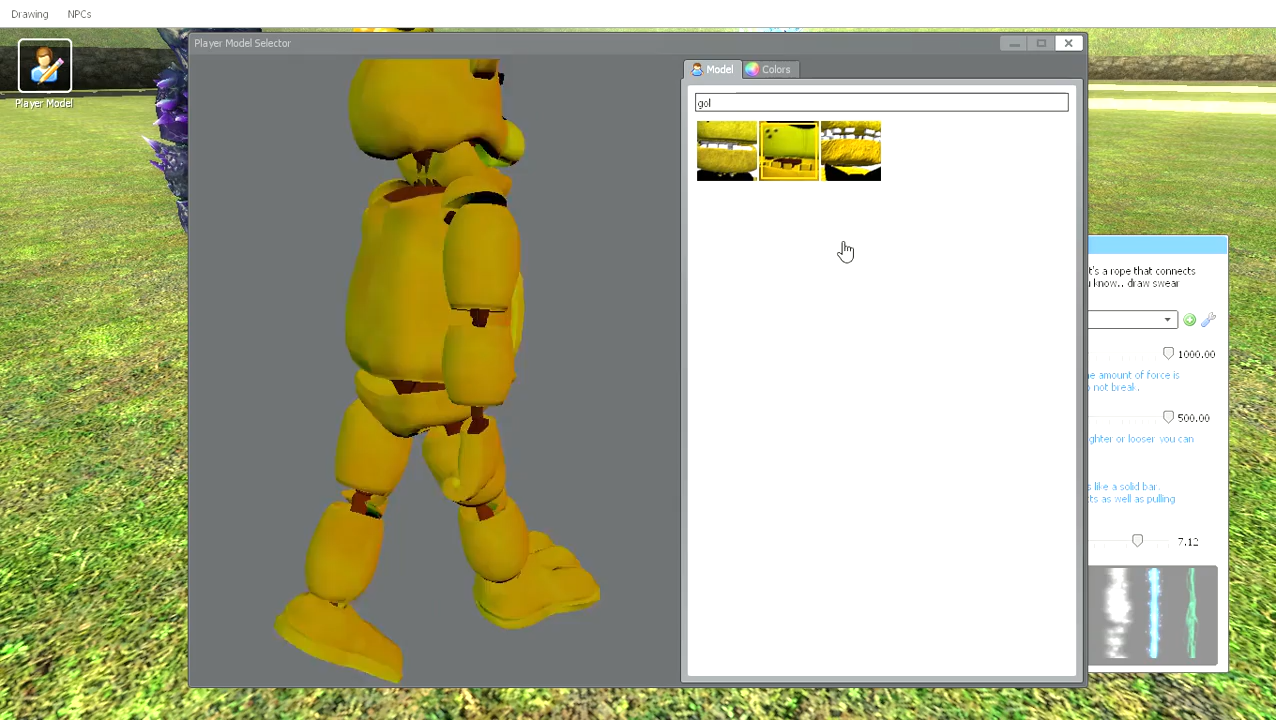 Drawing NPCs
Player Model Selector
Player Model
Model Colors
gol
t's a rope that connects
know.. draw swear
1000.00
e amount of force is
o not break.
500.00
ghter or looser you can
s like a solid bar.
cts as well as pulling
7.12